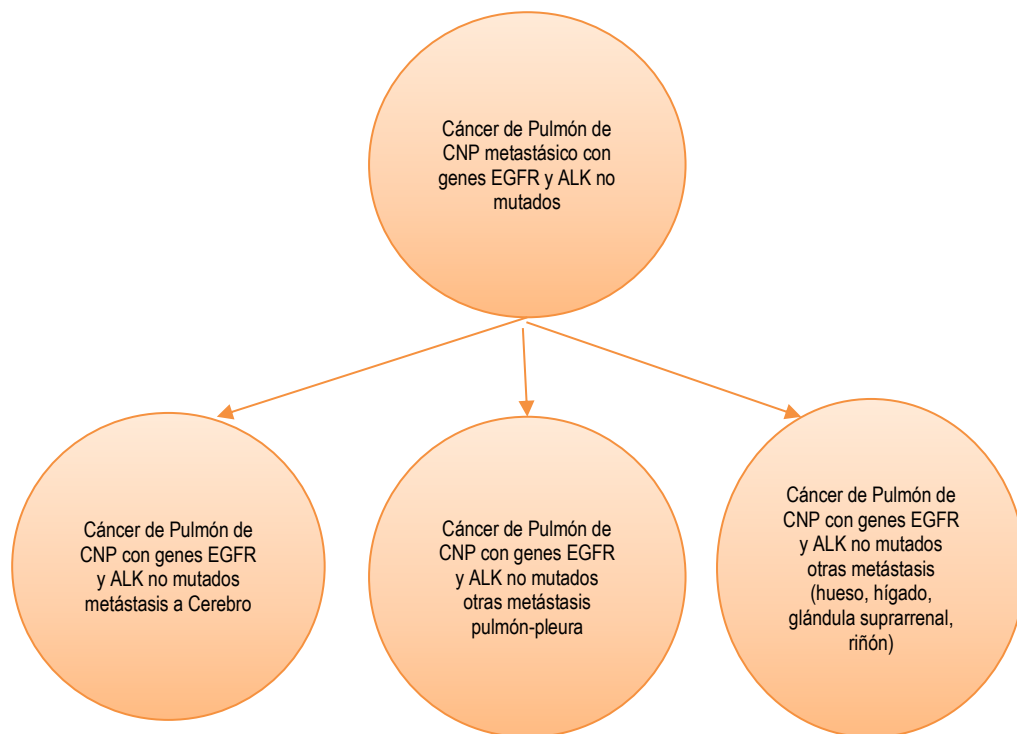 Cáncer de Pulmón de
CNP metastásico con
genes EGFR y ALK no
mutados
Cáncer de Pulmón de
CNP con genes EGFR
y ALK no mutados
metástasis a Cerebro
Cáncer de Pulmón de
CNP con genes EGFR
y ALK no mutados
otras metástasis
pulmón-pleura
Cáncer de Pulmón de
CNP con genes EGFR
y ALK no mutados
otras metástasis
(hueso, hígado,
glándula suprarrenal,
riñón)